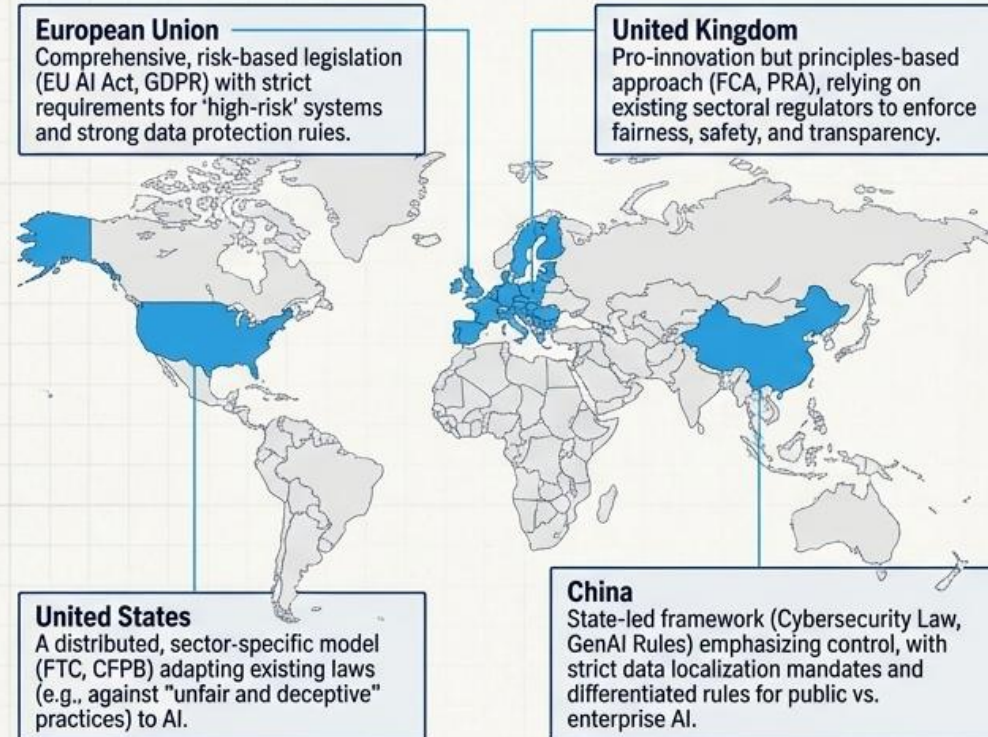 European Union
Comprehensive, risk-based legislation
(EU AI Act, GDPR) with strict
requirements for ‘high-risk’ systems
and strong data protection rules.
United Kingdom
Pro-innovation but principles-based
approach (FCA, PRA), relying on
existing sectoral regulators to enforce
fairness, safety, and transparency.
United States
A distributed, sector-specific model
(FTC, CFPB) adapting existing laws
(e.g., against "unfair and deceptive"
practices) to AI.
China
State-led framework (Cybersecurity Law,
GenAI Rules) emphasizing control, with
strict data localization mandates and
differentiated rules for public vs.
enterprise AI.